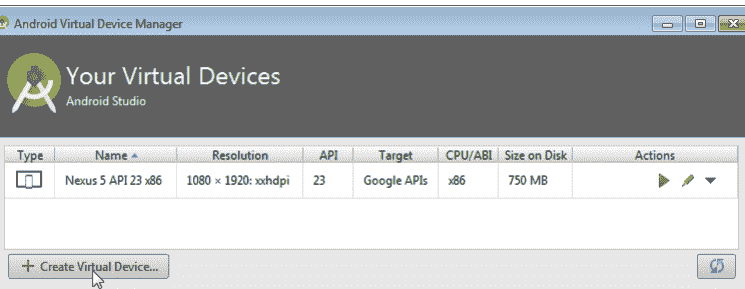 Android Virtual Device Manager
Your Virtual Devices
Android Studio
Type Name Resolution API Target CPU/ABI Size on Disk Actions
Nexus 5 API 23 x86 1080 × 1920: xxhdpi 23 Google APIs x86 750 MB
Create Virtual Device...